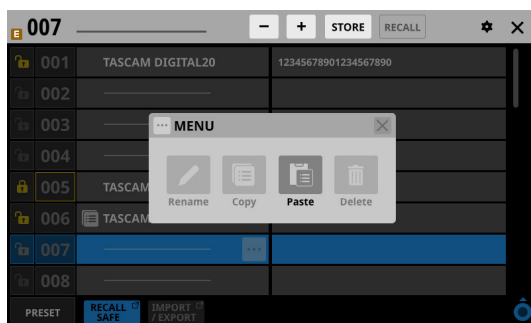 E 007 − + STORE RECALL
001 TASCAM DIGITAL20 12345678901234567890
002
003
··· MENU
004
Rename Copy Paste Delete
005 TASCAM
006 TASCAM
007 ···
008
PRESET RECALL SAFE IMPORT / EXPORT